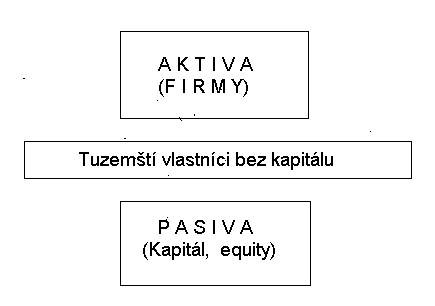 A K T I V A
(F I R M Y)
Tuzemští vlastníci bez kapitálu
P A S I V A
(Kapitál, equity)